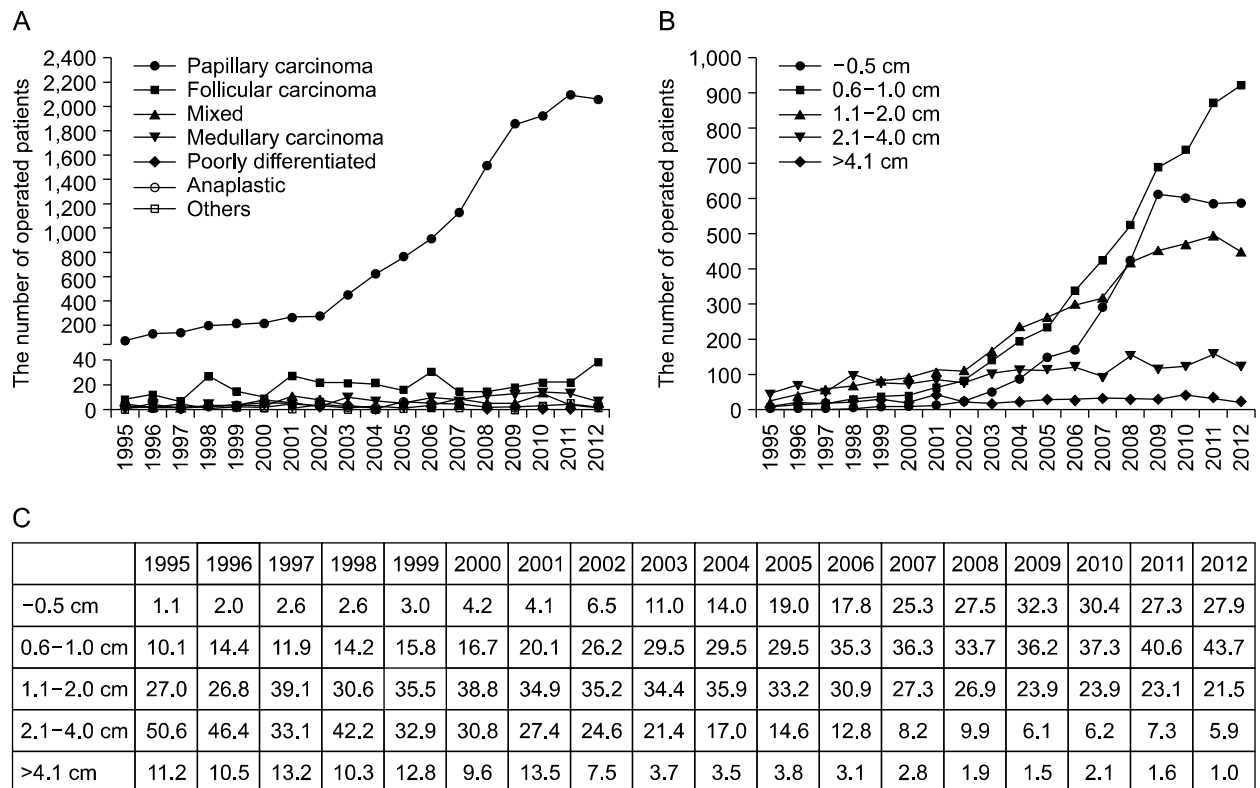 A
The number of operated patients
2,400
2,200
2,000
1,800
1,600
1,400
1,200
1,000
800
600
400
200
40
20
0
Papillary carcinoma
Follicular carcinoma
Mixed
Medullary carcinoma
Poorly differentiated
Anaplastic
Others
1995 1996 1997 1998 1999 2000 2001 2002 2003 2004 2005 2006 2007 2008 2009 2010 2011 2012
B
The number of operated patients
1,000
900
800
700
600
500
400
300
200
100
0
−0.5 cm
0.6−1.0 cm
1.1−2.0 cm
2.1−4.0 cm
>4.1 cm
1995 1996 1997 1998 1999 2000 2001 2002 2003 2004 2005 2006 2007 2008 2009 2010 2011 2012
C
1995 1996 1997 1998 1999 2000 2001 2002 2003 2004 2005 2006 2007 2008 2009 2010 2011 2012
−0.5 cm 1.1 2.0 2.6 2.6 3.0 4.2 4.1 6.5 11.0 14.0 19.0 17.8 25.3 27.5 32.3 30.4 27.3 27.9
0.6−1.0 cm 10.1 14.4 11.9 14.2 15.8 16.7 20.1 26.2 29.5 29.5 29.5 35.3 36.3 33.7 36.2 37.3 40.6 43.7
1.1−2.0 cm 27.0 26.8 39.1 30.6 35.5 38.8 34.9 35.2 34.4 35.9 33.2 30.9 27.3 26.9 23.9 23.9 23.1 21.5
2.1−4.0 cm 50.6 46.4 33.1 42.2 32.9 30.8 27.4 24.6 21.4 17.0 14.6 12.8 8.2 9.9 6.1 6.2 7.3 5.9
>4.1 cm 11.2 10.5 13.2 10.3 12.8 9.6 13.5 7.5 3.7 3.5 3.8 3.1 2.8 1.9 1.5 2.1 1.6 1.0